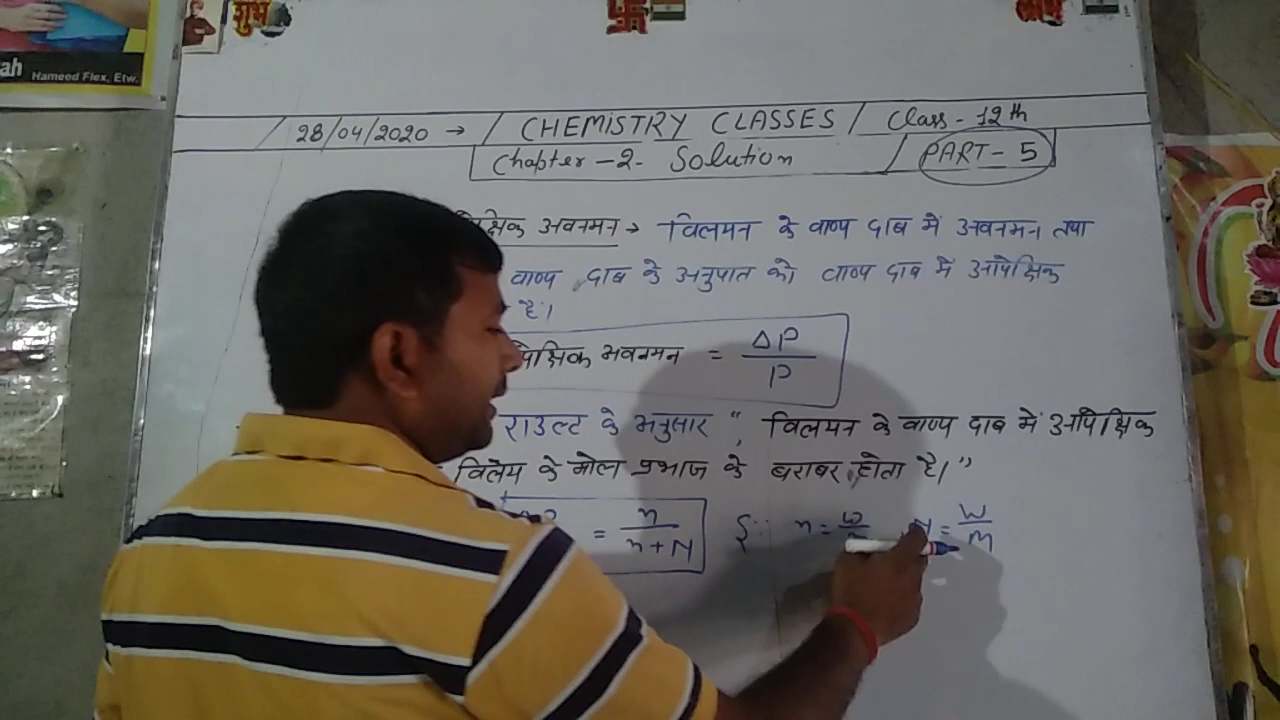 शुभ
लाभ
ah Hameed Flex, Etw.
28/04/2020 → / CHEMISTRY CLASSES / Class - 12th
Chapter - 2 - Solution / PART - 5
अवनमन → विलयन के वाष्प दाब में अवनमन तथा
वाष्प दाब के अनुपात को वाष्प दाब में आपेक्षिक
है।
अवनमन = ΔP / P
राउल्ट के अनुसार " विलयन के वाष्प दाब में आपेक्षिक
विलेय के मोल प्रभाज के बराबर होता है।"
= n / n+N { ∵ n = w N = W / M